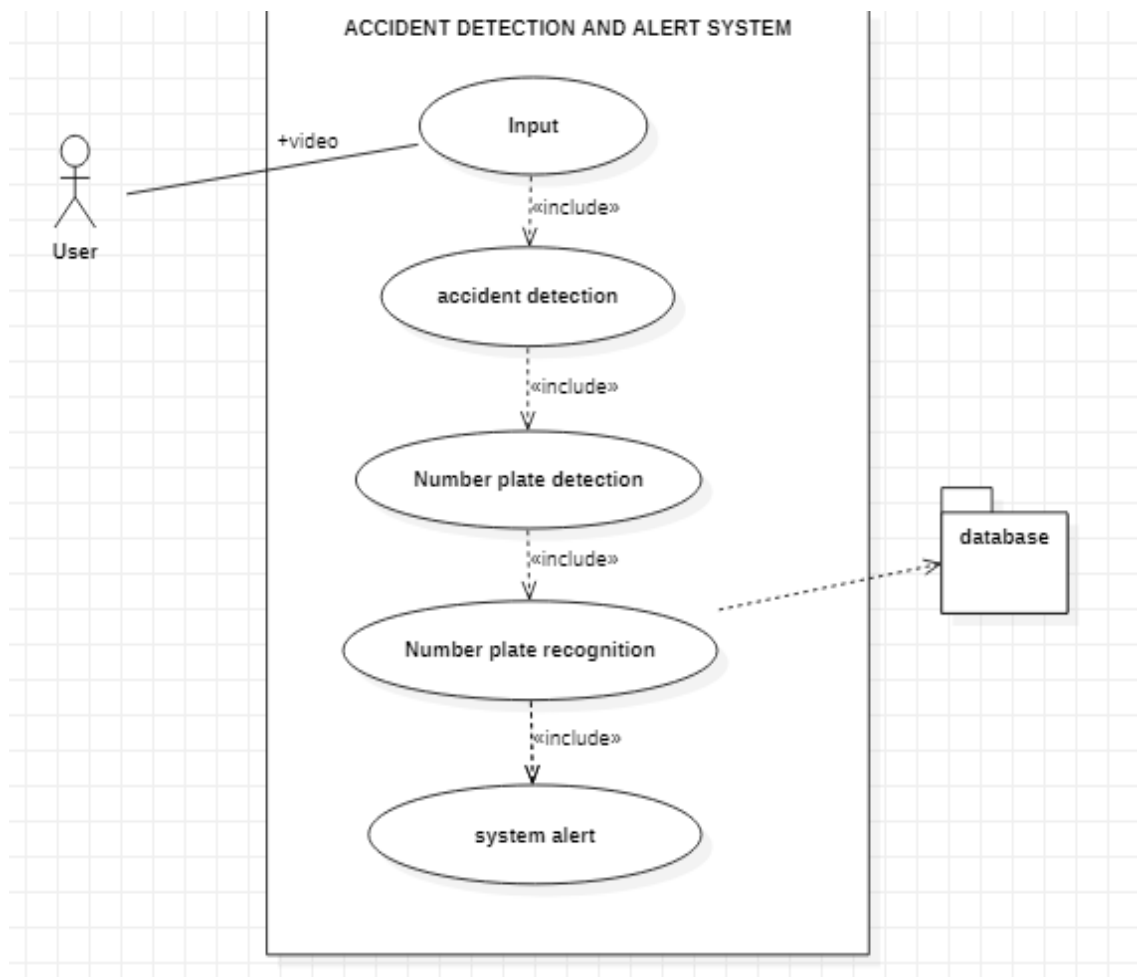 ACCIDENT DETECTION AND ALERT SYSTEM
Input
+video
«include»
User
accident detection
«include»
Number plate detection
database
«include»
Number plate recognition
«include»
system alert